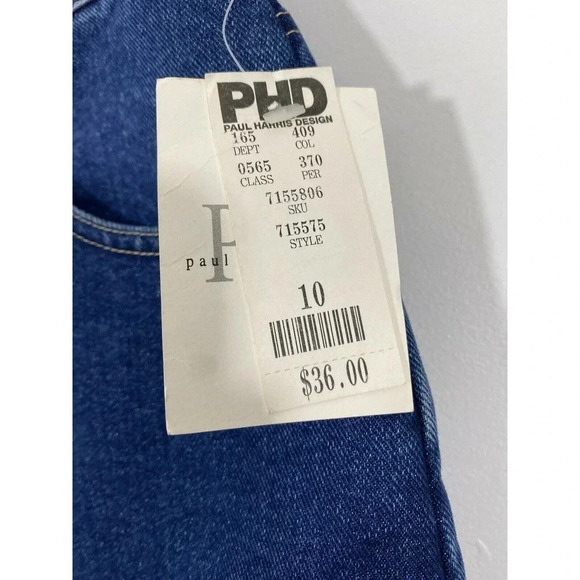 PHD
PAUL HARRIS DESIGN
165 409
DEPT COL
0565 370
CLASS PER
7155806
SKU
715575
STYLE
10
$36.00
P
paul